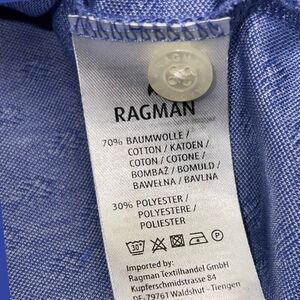 RAGMAN
70% BAUMWOLLE /
COTTON / KATOEN /
COTON / COTONE /
BOMBAŽ / BOMULD /
BAWEŁNA / BAVLNA
30% POLYESTER /
POLYESTERE /
POLIESTER
30°
P
Imported by:
Ragman Textilhandel GmbH
Kupferschmidstrasse 84
DE-79761 Waldshut - Tiengen